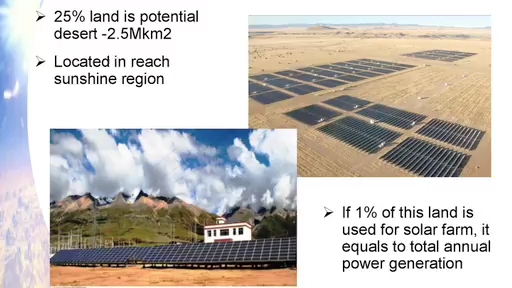 ➢ 25% land is potential
desert -2.5Mkm2
➢ Located in reach
sunshine region
➢ If 1% of this land is
used for solar farm, it
equals to total annual
power generation